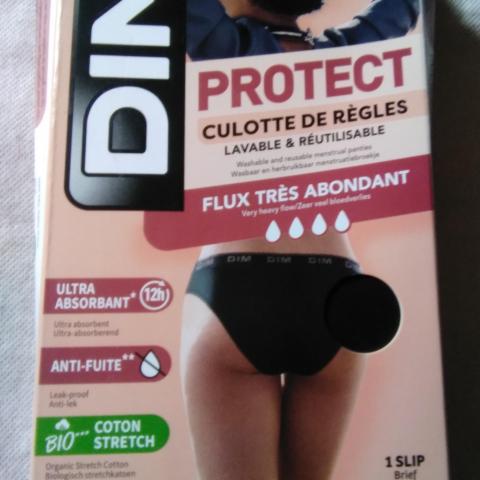 DIM
PROTECT
CULOTTE DE RÈGLES
LAVABLE & RÉUTILISABLE
Washable and reusable menstrual panties
Wasbaar en herbruikbaar menstruatiebroekje
FLUX TRÈS ABONDANT
Very heavy flow/Zeer veel bloedverlies
DIM DIM DIM DIM
ULTRA
ABSORBANT* 12h
Ultra absorbent
Ultra-absorberend
ANTI-FUITE**
Leak-proof
Anti-lek
BIO*** COTON
STRETCH
Organic Stretch Cotton
Biologisch stretchkatoen
1 SLIP
Brief